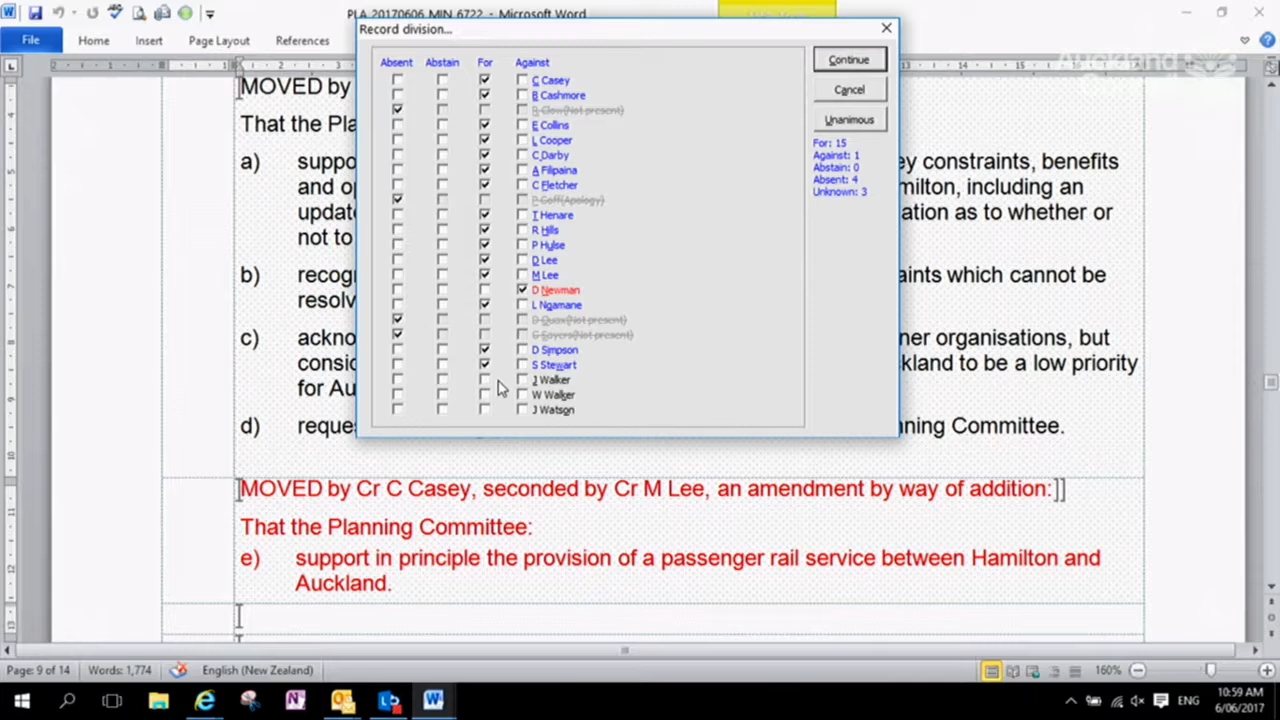 PLA_20170606_MIN_6722 - Microsoft Word
File Home Insert Page Layout References
Record division...
Absent Abstain For Against
C Casey
B Cashmore
R Clow(Not present)
E Collins
L Cooper
C Darby
A Filipaina
C Fletcher
P Goff(Apology)
T Henare
R Hills
P Hulse
D Lee
M Lee
D Newman
L Ngamane
D Quax(Not present)
G Sayers(Not present)
D Simpson
S Stewart
J Walker
W Walker
J Watson
Continue
Cancel
Unanimous
For: 15
Against: 1
Abstain: 0
Absent: 4
Unknown: 3
Auckland
MOVED by
That the Plan
a) suppo ey constraints, benefits
and op milton, including an
update ation as to whether or
not to
b) recog aints which cannot be
resolv
c) ackno ner organisations, but
consid kland to be a low priority
for Au
d) reque nning Committee.
MOVED by Cr C Casey, seconded by Cr M Lee, an amendment by way of addition:
That the Planning Committee:
e) support in principle the provision of a passenger rail service between Hamilton and
Auckland.
Page: 9 of 14 Words: 1,774 English (New Zealand) 160%
ENG 10:59 AM
6/06/2017